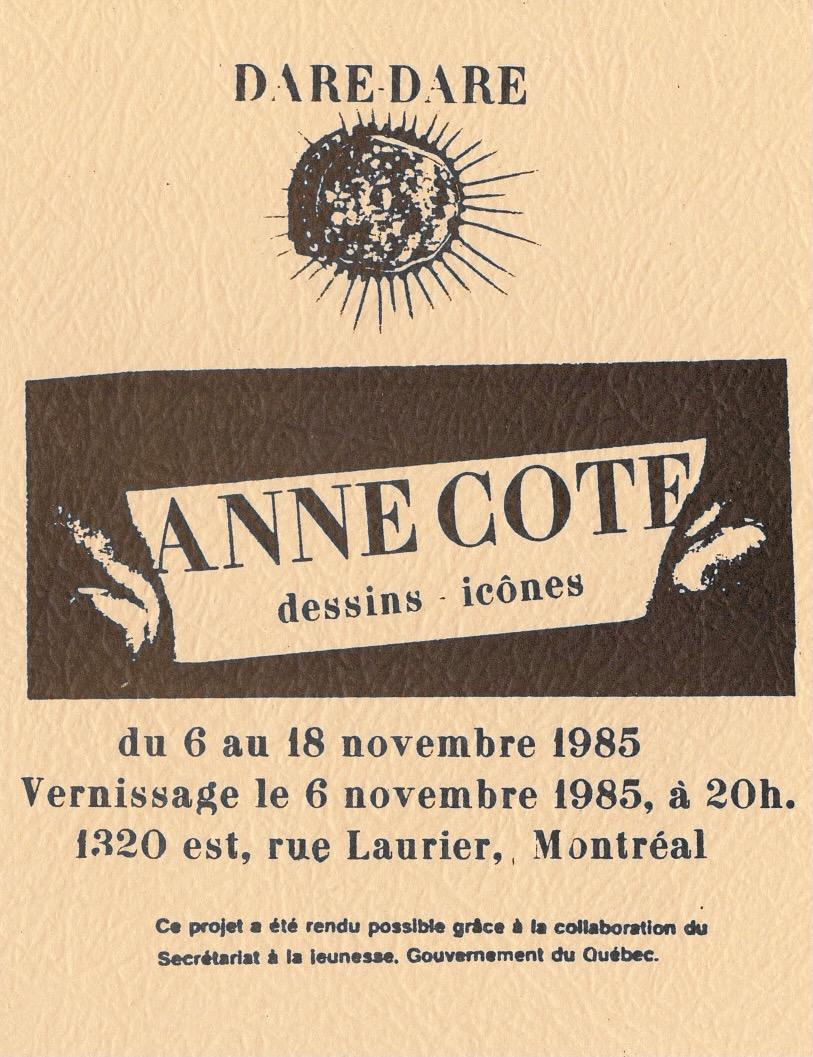 DARE-DARE
ANNE COTE
dessins - icônes
du 6 au 18 novembre 1985
Vernissage le 6 novembre 1985, à 20h.
1320 est, rue Laurier, Montréal
Ce projet a été rendu possible grâce à la collaboration du
Secrétariat à la jeunesse. Gouvernement du Québec.